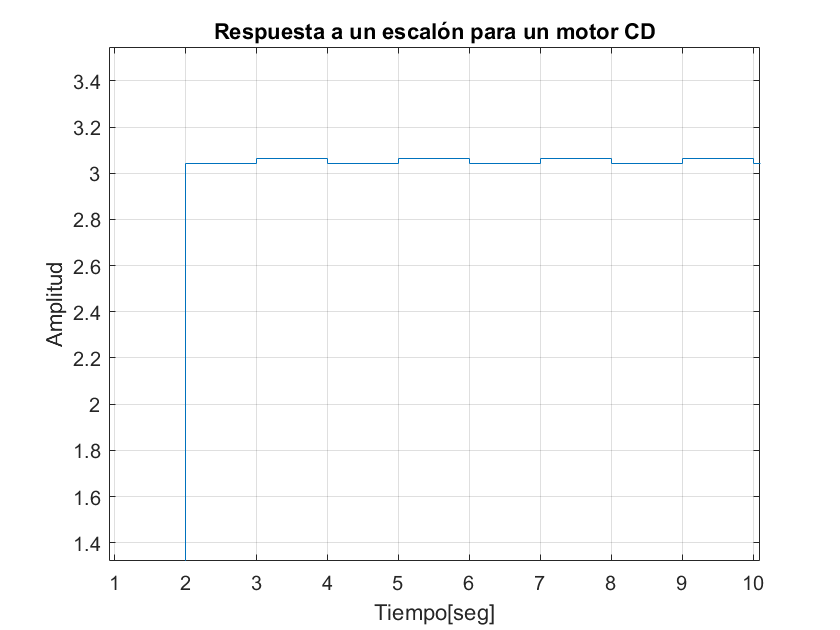 Respuesta a un escalón para un motor CD
3.4
3.2
3
2.8
2.6
2.4
2.2
2
1.8
1.6
1.4
Amplitud
1 2 3 4 5 6 7 8 9 10
Tiempo[seg]